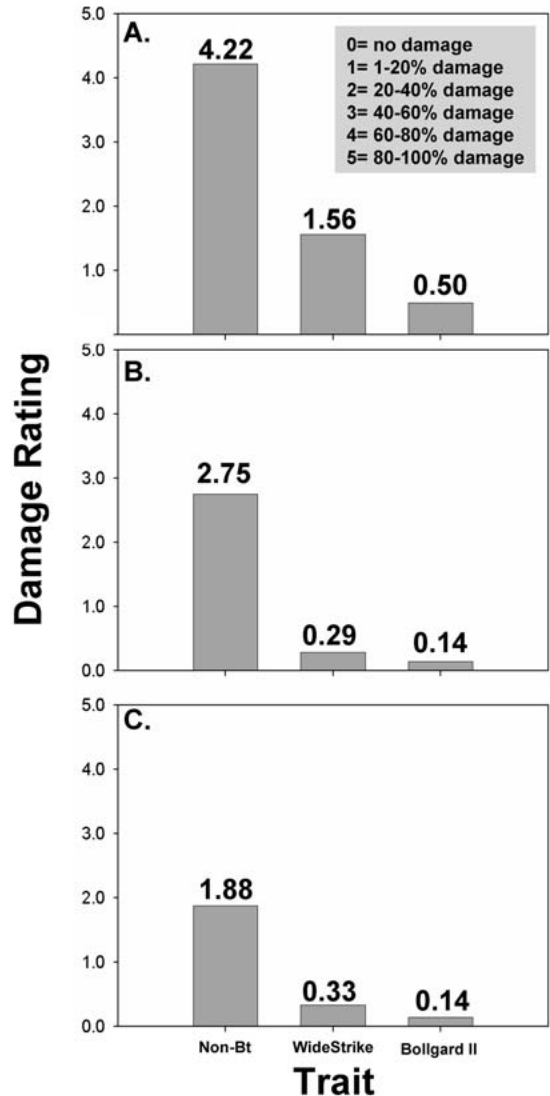 Damage Rating
A.
5.0
4.0
3.0
2.0
1.0
4.22
1.56
0.50
0= no damage
1= 1-20% damage
2= 20-40% damage
3= 40-60% damage
4= 60-80% damage
5= 80-100% damage
B.
5.0
4.0
3.0
2.0
1.0
0.0
2.75
0.29
0.14
C.
5.0
4.0
3.0
2.0
1.0
0.0
1.88
0.33
0.14
Non-Bt WideStrike Bollgard II
Trait